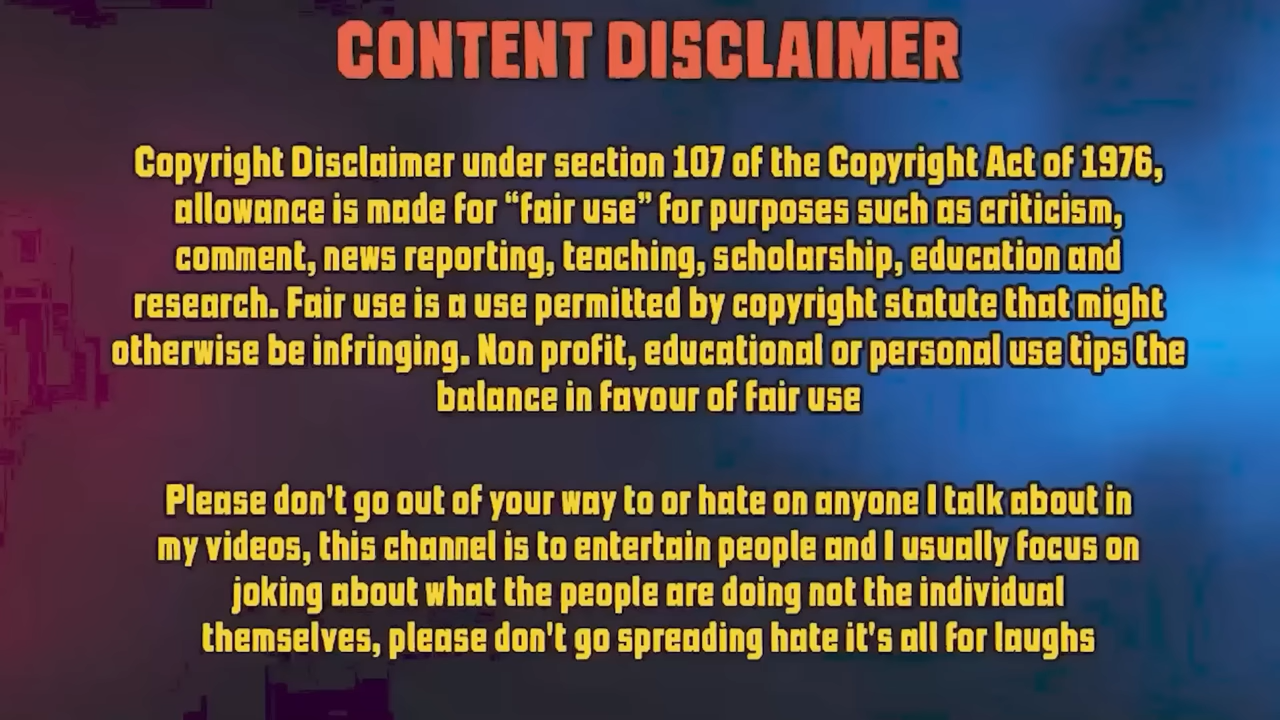 CONTENT DISCLAIMER
Copyright Disclaimer under section 107 of the Copyright Act of 1976,
allowance is made for “fair use” for purposes such as criticism,
comment, news reporting, teaching, scholarship, education and
research. Fair use is a use permitted by copyright statute that might
otherwise be infringing. Non profit, educational or personal use tips the
balance in favour of fair use
Please don't go out of your way to or hate on anyone I talk about in
my videos, this channel is to entertain people and I usually focus on
joking about what the people are doing not the individual
themselves, please don't go spreading hate it's all for laughs